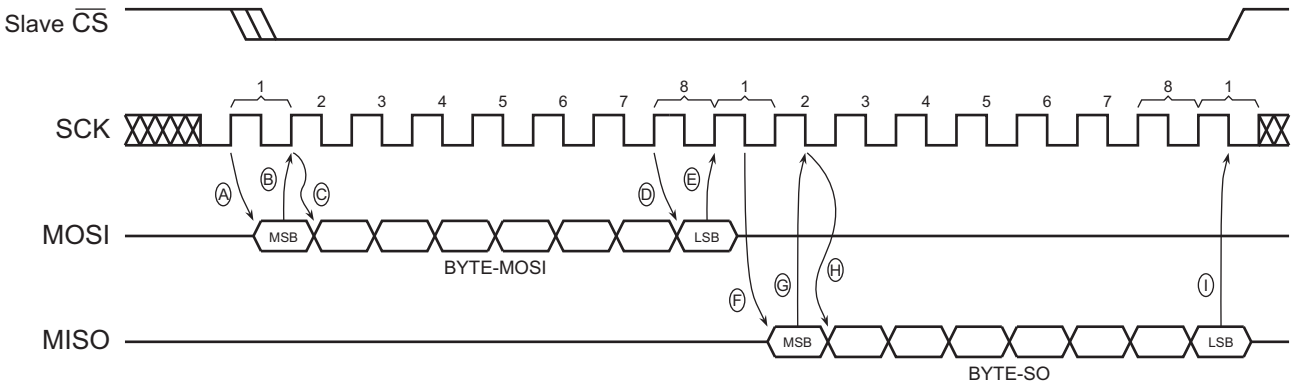 Slave CS
1 2 3 4 5 6 7 8 1 2 3 4 5 6 7 8 1
SCK
A B C D E
MOSI MSB LSB
BYTE-MOSI
F G H I
MISO MSB LSB
BYTE-SO